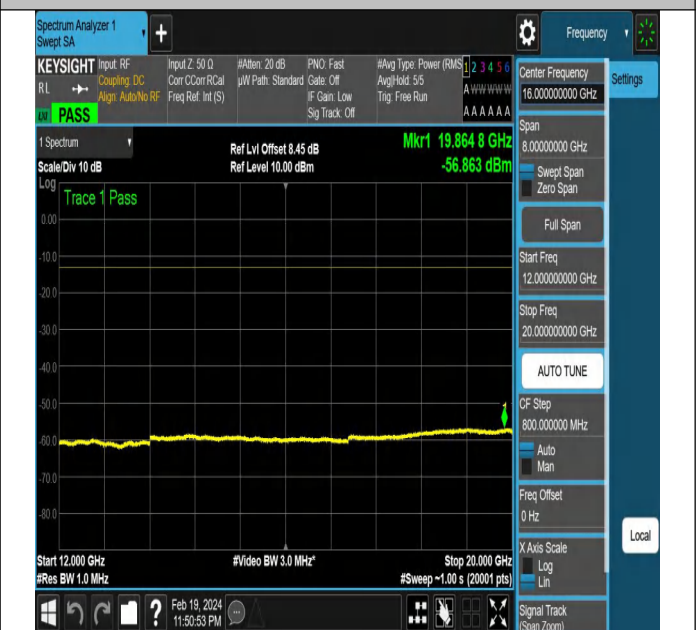 Spectrum Analyzer 1
Swept SA
+
Frequency
KEYSIGHT
RL
LXI
PASS
Input: RF
Coupling: DC
Align: Auto/No RF
Input Z: 50 Ω
Corr CCorr RCal
Freq Ref: Int (S)
#Atten: 20 dB
µW Path: Standard
PNO: Fast
Gate: Off
IF Gain: Low
Sig Track: Off
#Avg Type: Power (RMS
Avg|Hold: 5/5
Trig: Free Run
1 2 3 4 5 6
A W W W W W
A A A A A A
1 Spectrum
Scale/Div 10 dB
Ref Lvl Offset 8.45 dB
Ref Level 10.00 dBm
Mkr1 19.864 8 GHz
-56.863 dBm
Log
Trace 1 Pass
0.00
-10.0
-20.0
-30.0
-40.0
-50.0
-60.0
-70.0
-80.0
1
Start 12.000 GHz
#Res BW 1.0 MHz
#Video BW 3.0 MHz*
Stop 20.000 GHz
#Sweep ~1.00 s (20001 pts)
?
Feb 19, 2024
11:50:53 PM
Center Frequency
16.000000000 GHz
Settings
Span
8.00000000 GHz
Swept Span
Zero Span
Full Span
Start Freq
12.000000000 GHz
Stop Freq
20.000000000 GHz
AUTO TUNE
CF Step
800.000000 MHz
Auto
Man
Freq Offset
0 Hz
Local
X Axis Scale
Log
Lin
Signal Track
(Span Zoom)